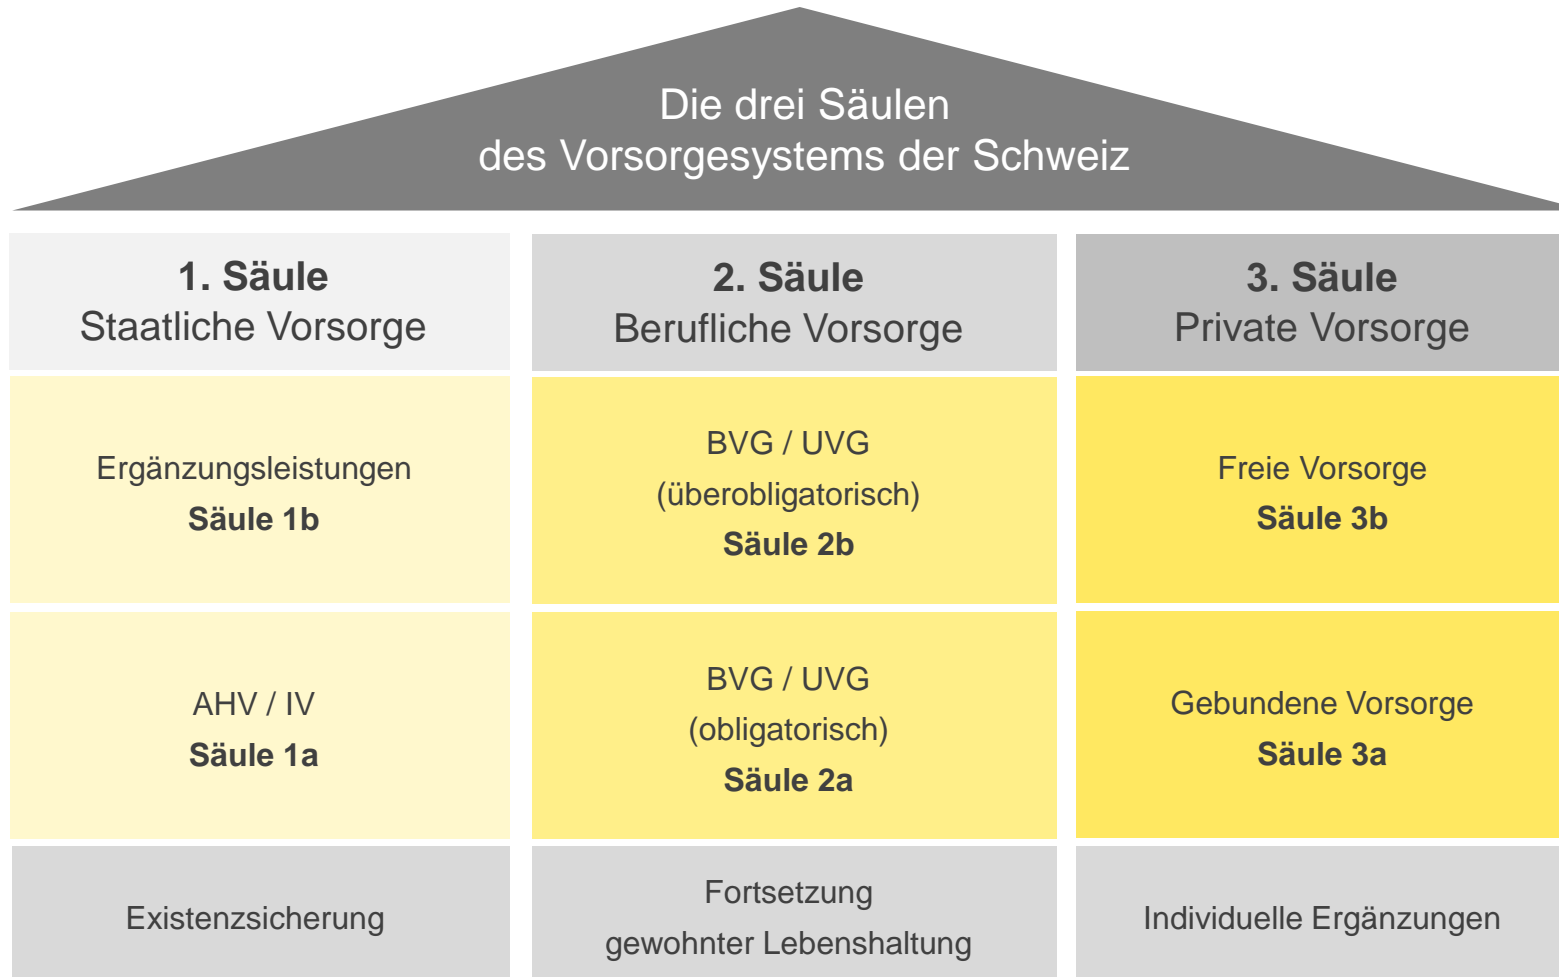 Die drei Säulen
des Vorsorgesystems der Schweiz
1. Säule
Staatliche Vorsorge
2. Säule
Berufliche Vorsorge
3. Säule
Private Vorsorge
Ergänzungsleistungen
Säule 1b
BVG / UVG
(überobligatorisch)
Säule 2b
Freie Vorsorge
Säule 3b
AHV / IV
Säule 1a
BVG / UVG
(obligatorisch)
Säule 2a
Gebundene Vorsorge
Säule 3a
Existenzsicherung
Fortsetzung
gewohnter Lebenshaltung
Individuelle Ergänzungen